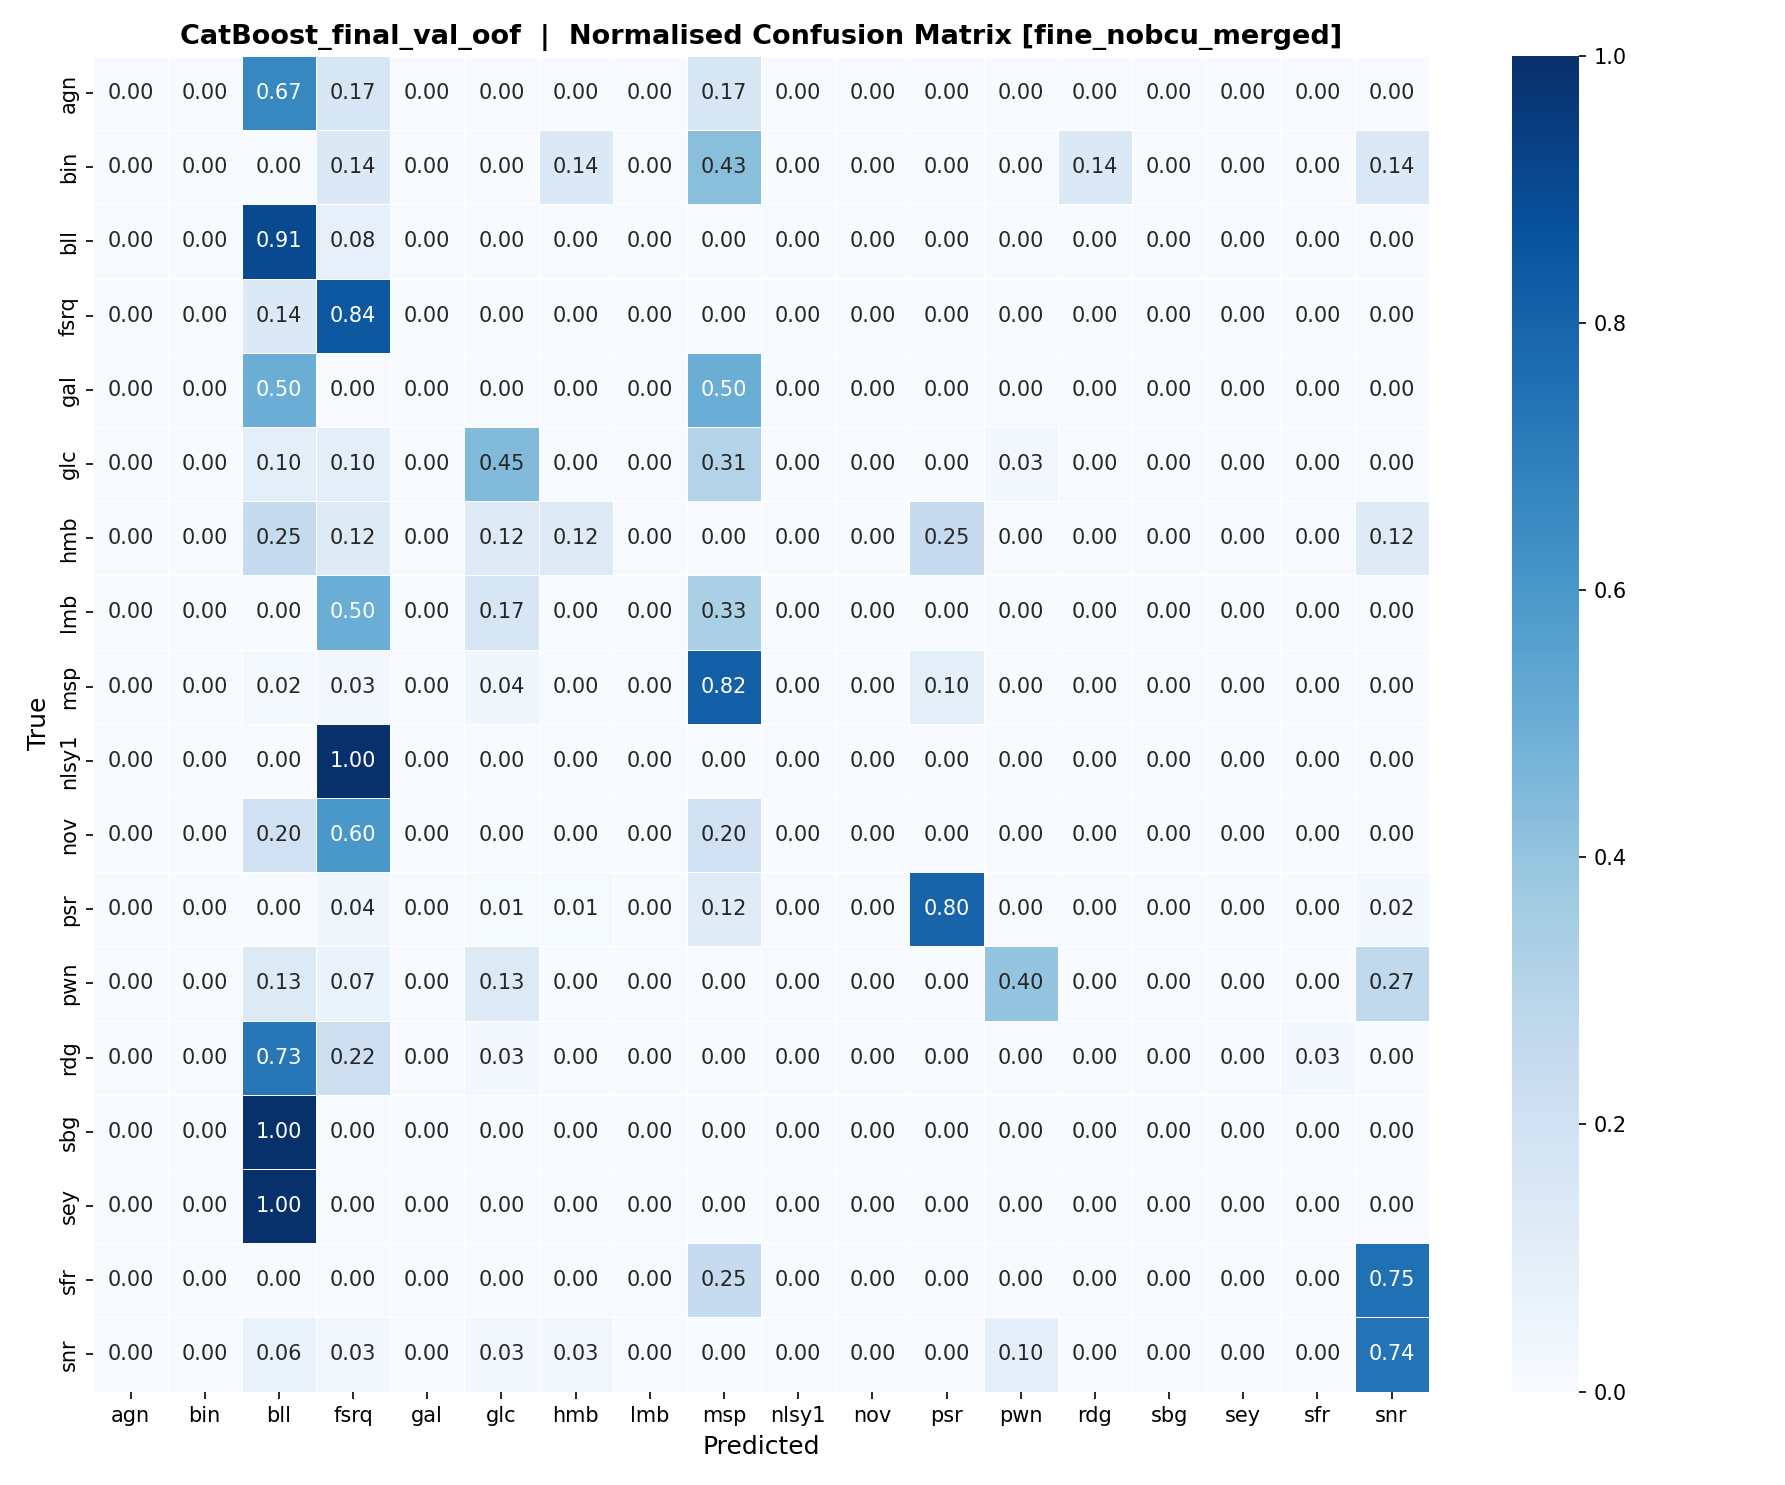 CatBoost_final_val_oof | Normalised Confusion Matrix [fine_nobcu_merged]
agn 0.00 0.00 0.67 0.17 0.00 0.00 0.00 0.00 0.17 0.00 0.00 0.00 0.00 0.00 0.00 0.00 0.00 0.00
bin 0.00 0.00 0.00 0.14 0.00 0.00 0.14 0.00 0.43 0.00 0.00 0.00 0.00 0.14 0.00 0.00 0.00 0.14
bll 0.00 0.00 0.91 0.08 0.00 0.00 0.00 0.00 0.00 0.00 0.00 0.00 0.00 0.00 0.00 0.00 0.00 0.00
fsrq 0.00 0.00 0.14 0.84 0.00 0.00 0.00 0.00 0.00 0.00 0.00 0.00 0.00 0.00 0.00 0.00 0.00 0.00
gal 0.00 0.00 0.50 0.00 0.00 0.00 0.00 0.00 0.50 0.00 0.00 0.00 0.00 0.00 0.00 0.00 0.00 0.00
glc 0.00 0.00 0.10 0.10 0.00 0.45 0.00 0.00 0.31 0.00 0.00 0.00 0.03 0.00 0.00 0.00 0.00 0.00
hmb 0.00 0.00 0.25 0.12 0.00 0.12 0.12 0.00 0.00 0.00 0.00 0.25 0.00 0.00 0.00 0.00 0.00 0.12
lmb 0.00 0.00 0.00 0.50 0.00 0.17 0.00 0.00 0.33 0.00 0.00 0.00 0.00 0.00 0.00 0.00 0.00 0.00
msp 0.00 0.00 0.02 0.03 0.00 0.04 0.00 0.00 0.82 0.00 0.00 0.10 0.00 0.00 0.00 0.00 0.00 0.00
nlsy1 0.00 0.00 0.00 1.00 0.00 0.00 0.00 0.00 0.00 0.00 0.00 0.00 0.00 0.00 0.00 0.00 0.00 0.00
nov 0.00 0.00 0.20 0.60 0.00 0.00 0.00 0.00 0.20 0.00 0.00 0.00 0.00 0.00 0.00 0.00 0.00 0.00
psr 0.00 0.00 0.00 0.04 0.00 0.01 0.01 0.00 0.12 0.00 0.00 0.80 0.00 0.00 0.00 0.00 0.00 0.02
pwn 0.00 0.00 0.13 0.07 0.00 0.13 0.00 0.00 0.00 0.00 0.00 0.00 0.40 0.00 0.00 0.00 0.00 0.27
rdg 0.00 0.00 0.73 0.22 0.00 0.03 0.00 0.00 0.00 0.00 0.00 0.00 0.00 0.00 0.00 0.00 0.03 0.00
sbg 0.00 0.00 1.00 0.00 0.00 0.00 0.00 0.00 0.00 0.00 0.00 0.00 0.00 0.00 0.00 0.00 0.00 0.00
sey 0.00 0.00 1.00 0.00 0.00 0.00 0.00 0.00 0.00 0.00 0.00 0.00 0.00 0.00 0.00 0.00 0.00 0.00
sfr 0.00 0.00 0.00 0.00 0.00 0.00 0.00 0.00 0.25 0.00 0.00 0.00 0.00 0.00 0.00 0.00 0.00 0.75
snr 0.00 0.00 0.06 0.03 0.00 0.03 0.03 0.00 0.00 0.00 0.00 0.00 0.10 0.00 0.00 0.00 0.00 0.74
agn bin bll fsrq gal glc hmb lmb msp nlsy1 nov psr pwn rdg sbg sey sfr snr
Predicted
True
1.0
0.8
0.6
0.4
0.2
0.0